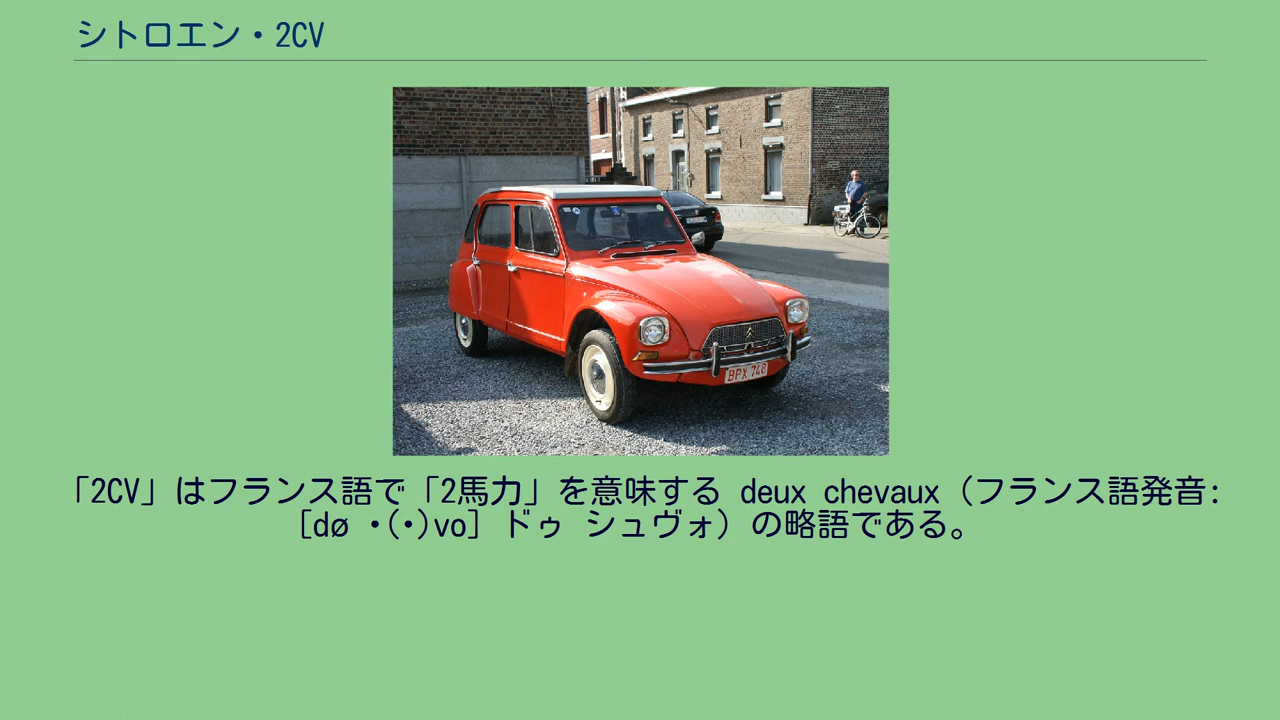 シトロエン・2CV
BPX 748
「2CV」はフランス語で「2馬力」を意味する deux chevaux（フランス語発音:
[dø ・(・)vo] ドゥ シュヴォ）の略語である。